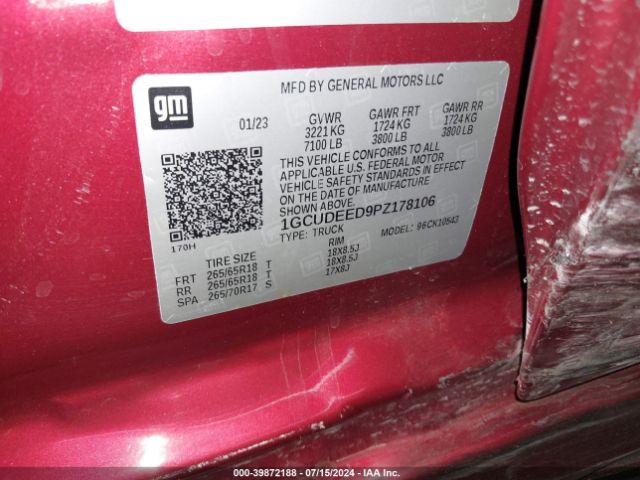 MFD BY GENERAL MOTORS LLC
gm
01/23 GVWR GAWR FRT GAWR RR
3221 KG 1724 KG 1724 KG
7100 LB 3800 LB 3800 LB
THIS VEHICLE CONFORMS TO ALL
APPLICABLE U.S. FEDERAL MOTOR
VEHICLE SAFETY STANDARDS IN EFFECT
ON THE DATE OF MANUFACTURE
SHOWN ABOVE.
1GCUDEED9PZ178106
TYPE: TRUCK MODEL: 96CK10543
170H
TIRE SIZE RIM
FRT 265/65R18 T 18X8.5J
RR 265/65R18 T 18X8.5J
SPA 265/70R17 S 17X8J
000-39872188 - 07/15/2024 - IAA Inc.